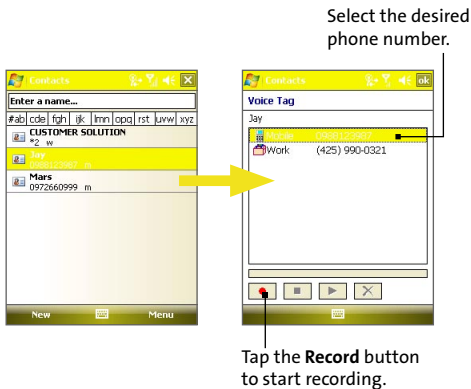 Select the desired
phone number.
Contacts
Enter a name...
#ab cde fgh ijk lmn opq rst uvw xyz
CUSTOMER SOLUTION
*2 w
Jay
0988123987 m
Mars
0972660999 m
New Menu
Contacts ok
Voice Tag
Jay
Mobile 0988123987
Work (425) 990-0321
Tap the Record button
to start recording.